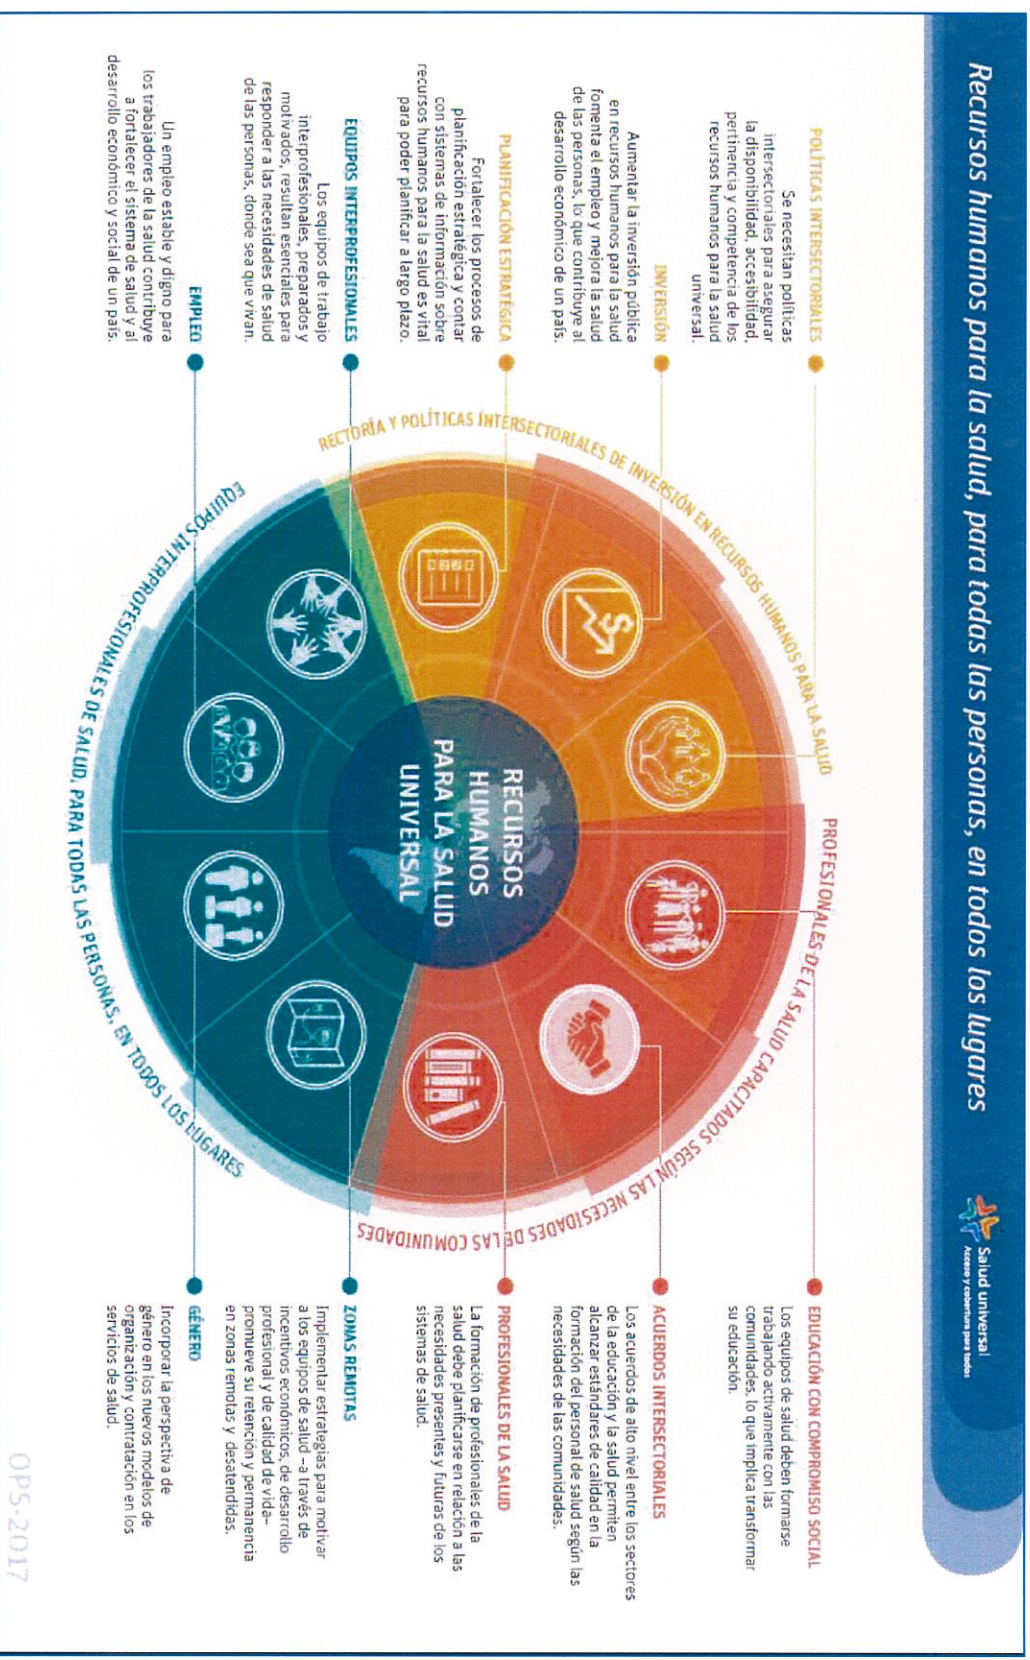 Recursos humanos para la salud, para todas las personas, en todos los lugares
Salud universal
Acceso y cobertura para todos
POLÍTICAS INTERSECTORIALES
Se necesitan políticas
intersectoriales para asegurar
la disponibilidad, accesibilidad,
pertinencia y competencia de los
recursos humanos para la salud
universal.
INVERSIÓN
Aumentar la inversión pública
en recursos humanos para la salud
fomenta el empleo y mejora la salud
de las personas, lo que contribuye al
desarrollo económico de un país.
PLANIFICACIÓN ESTRATÉGICA
Fortalecer los procesos de
planificación estratégica y contar
con sistemas de información sobre
recursos humanos para la salud es vital
para poder planificar a largo plazo.
EQUIPOS INTERPROFESIONALES
Los equipos de trabajo
interprofesionales, preparados y
motivados, resultan esenciales para
responder a las necesidades de salud
de las personas, donde sea que vivan.
EMPLEO
Un empleo estable y digno para
los trabajadores de la salud contribuye
a fortalecer el sistema de salud y al
desarrollo económico y social de un país.
RECTORÍA Y POLÍTICAS INTERSECTORIALES DE INVERSIÓN EN RECURSOS HUMANOS PARA LA SALUD
PROFESIONALES DE LA SALUD CAPACITADOS SEGÚN LAS NECESIDADES DE LAS COMUNIDADES
EQUIPOS INTERPROFESIONALES DE SALUD, PARA TODAS LAS PERSONAS, EN TODOS LOS LUGARES
RECURSOS
HUMANOS
PARA LA SALUD
UNIVERSAL
EDUCACIÓN CON COMPROMISO SOCIAL
Los equipos de salud deben formarse
trabajando activamente con las
comunidades, lo que implica transformar
su educación.
ACUERDOS INTERSECTORIALES
Los acuerdos de alto nivel entre los sectores
de la educación y la salud permiten
alcanzar estándares de calidad en la
formación del personal de salud según las
necesidades de las comunidades.
PROFESIONALES DE LA SALUD
La formación de profesionales de la
salud debe planificarse en relación a las
necesidades presentes y futuras de los
sistemas de salud.
ZONAS REMOTAS
Implementar estrategias para motivar
a los equipos de salud –a través de
incentivos económicos, de desarrollo
profesional y de calidad de vida–
promueve su retención y permanencia
en zonas remotas y desatendidas.
GÉNERO
Incorporar la perspectiva de
género en los nuevos modelos de
organización y contratación en los
servicios de salud.
OPS-2017